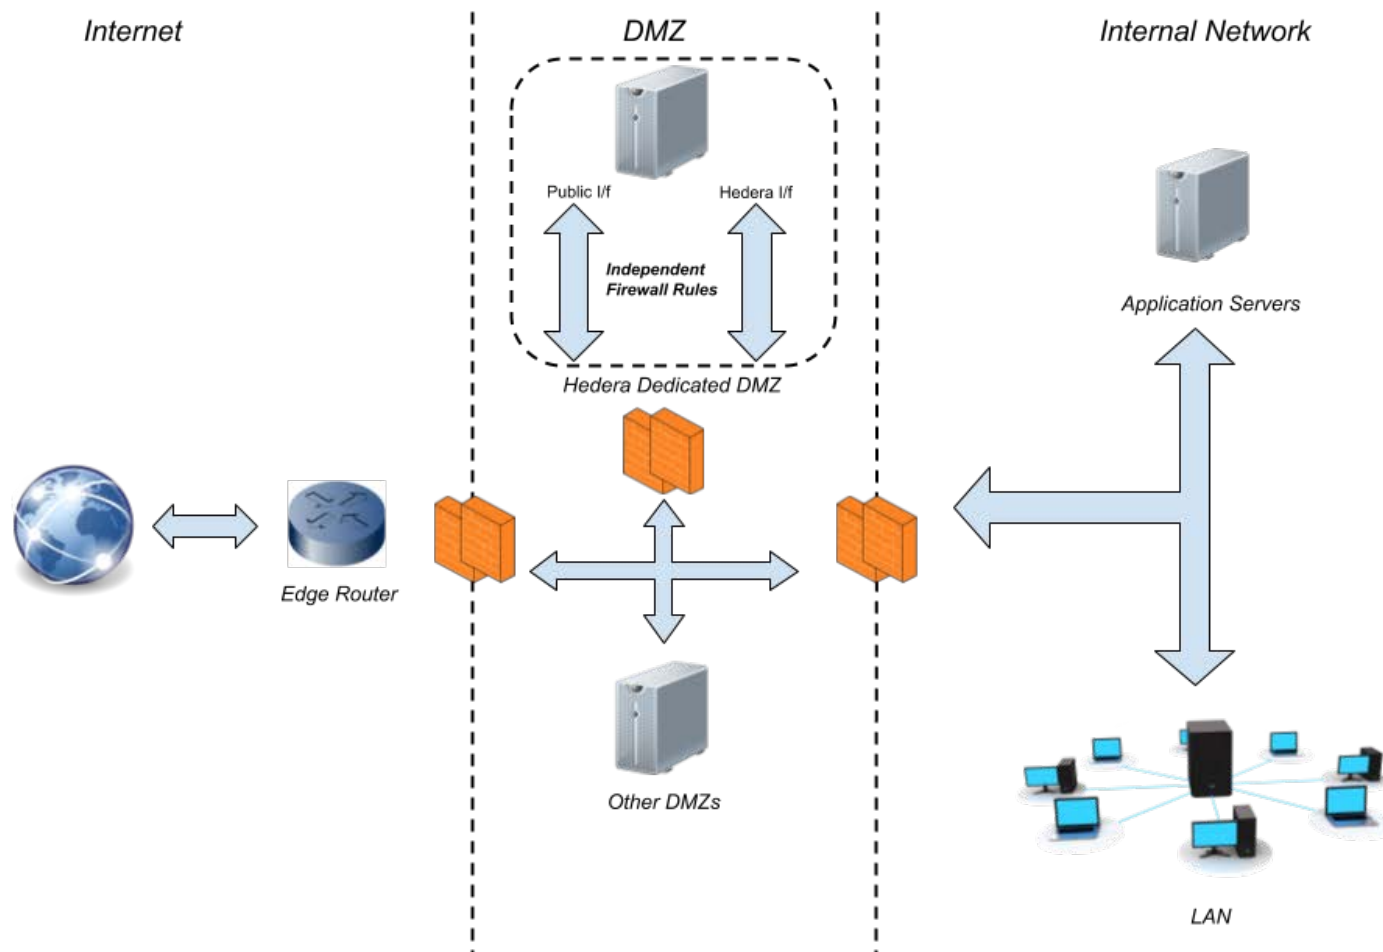 Internet
DMZ
Internal Network
Public I/f
Hedera I/f
Independent
Firewall Rules
Hedera Dedicated DMZ
Application Servers
Edge Router
Other DMZs
LAN